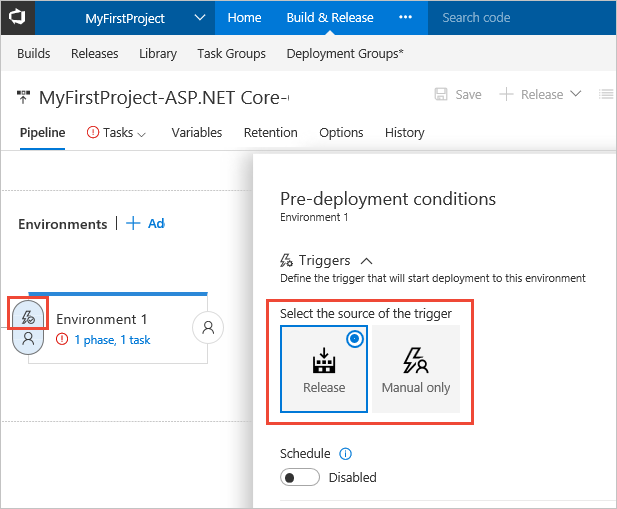 MyFirstProject Home Build & Release ••• Search code
Builds Releases Library Task Groups Deployment Groups*
MyFirstProject-ASP.NET Core- Save + Release
Pipeline Tasks Variables Retention Options History
Pre-deployment conditions
Environment 1
Environments | + Ad
Triggers
Define the trigger that will start deployment to this environment
Select the source of the trigger
Environment 1
1 phase, 1 task
Release Manual only
Schedule
Disabled